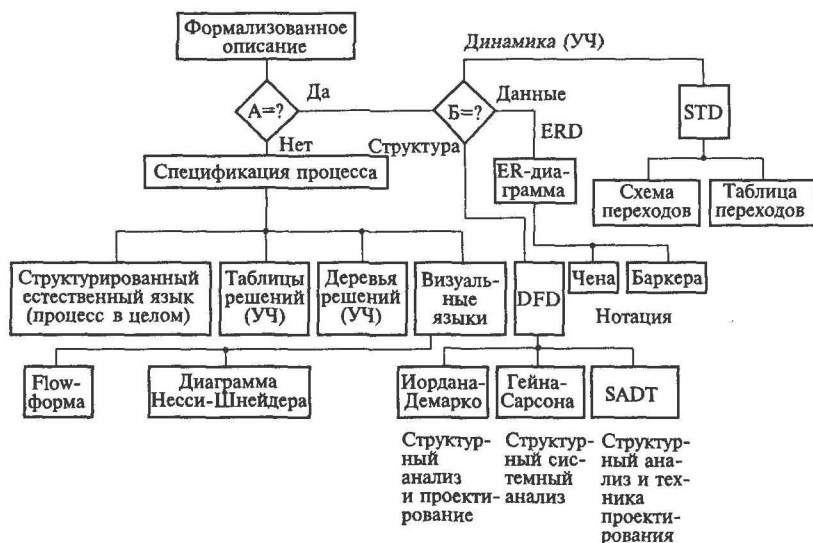 Формализованное
описание
Динамика (УЧ)
Да
Данные
А=?
Б=?
STD
Нет
Структура
ERD
Спецификация процесса
ER-диа-
грамма
Схема
переходов
Таблица
переходов
Структурированный
естественный язык
(процесс в целом)
Таблицы
решений
(УЧ)
Деревья
решений
(УЧ)
Визуаль-
ные
языки
DFD
Чена
Баркера
Нотация
Flow-
форма
Диаграмма
Несси-Шнейдера
Иордана-
Демарко
Гейна-
Сарсона
SADT
Структур-
ный
анализ
и проекти-
рование
Структур-
ный сис-
темный
анализ
Структур-
ный ана-
лиз и тех-
ника
проекти-
рования